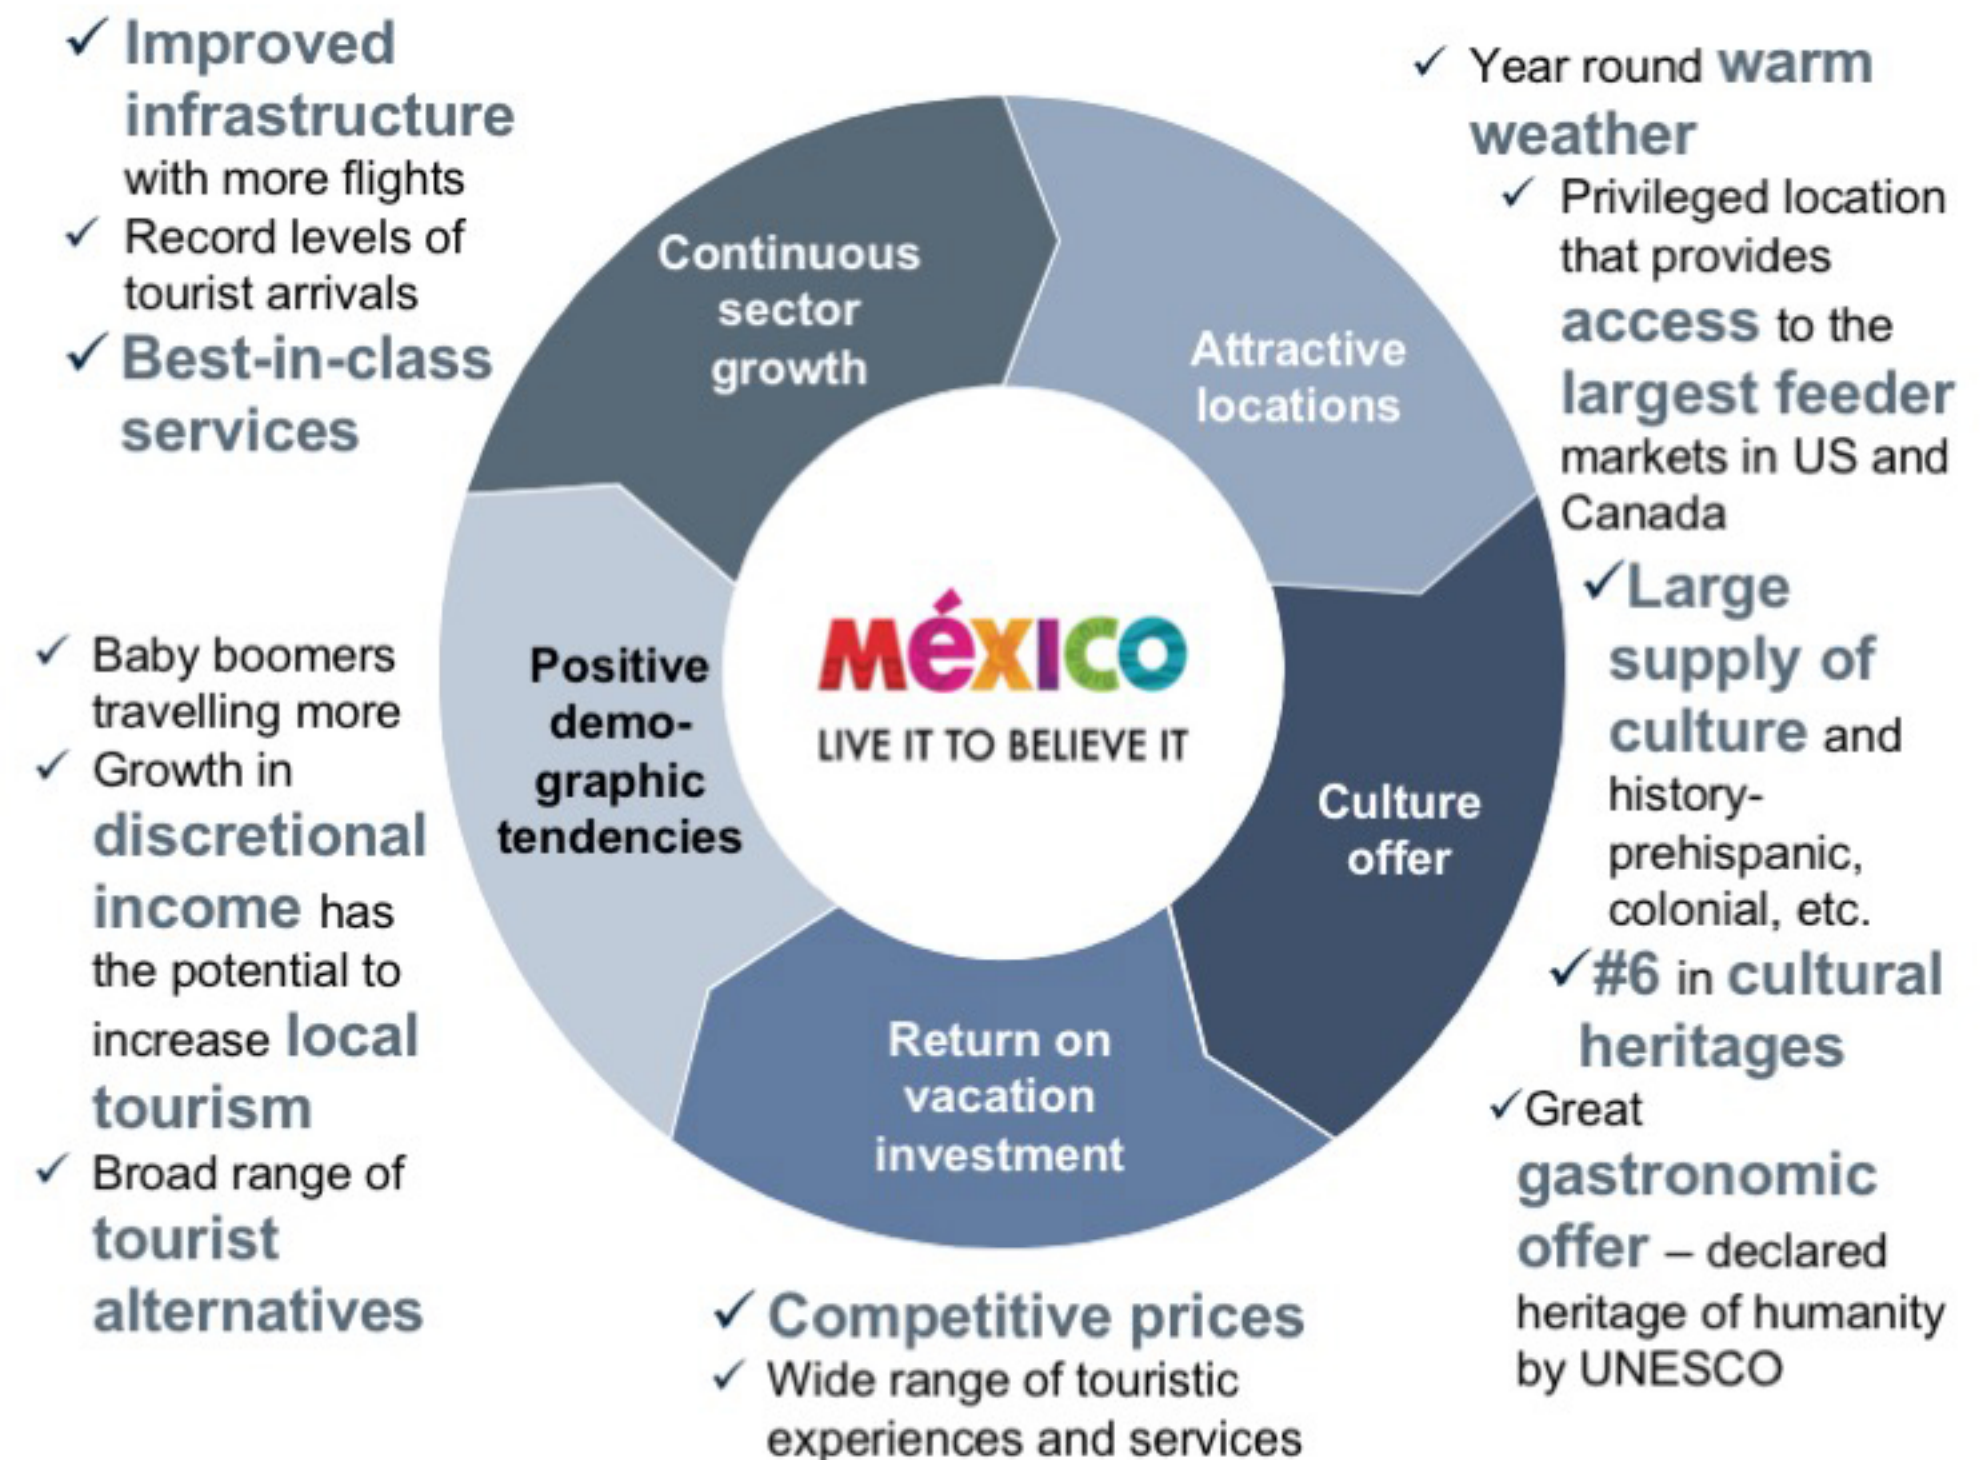 Improved
infrastructure
with more flights
Record levels of
tourist arrivals
Best-in-class
services
Continuous
sector
growth
Year round warm
weather
Privileged location
that provides
access to the
largest feeder
markets in US and
Canada
Attractive
locations
Large
supply of
culture and
history-
prehispanic,
colonial, etc.
#6 in cultural
heritages
Great
gastronomic
offer – declared
heritage of humanity
by UNESCO
Culture
offer
MéxICO
LIVE IT TO BELIEVE IT
Return on
vacation
investment
Competitive prices
Wide range of touristic
experiences and services
Positive
demo-
graphic
tendencies
Baby boomers
travelling more
Growth in
discretional
income has
the potential to
increase local
tourism
Broad range of
tourist
alternatives